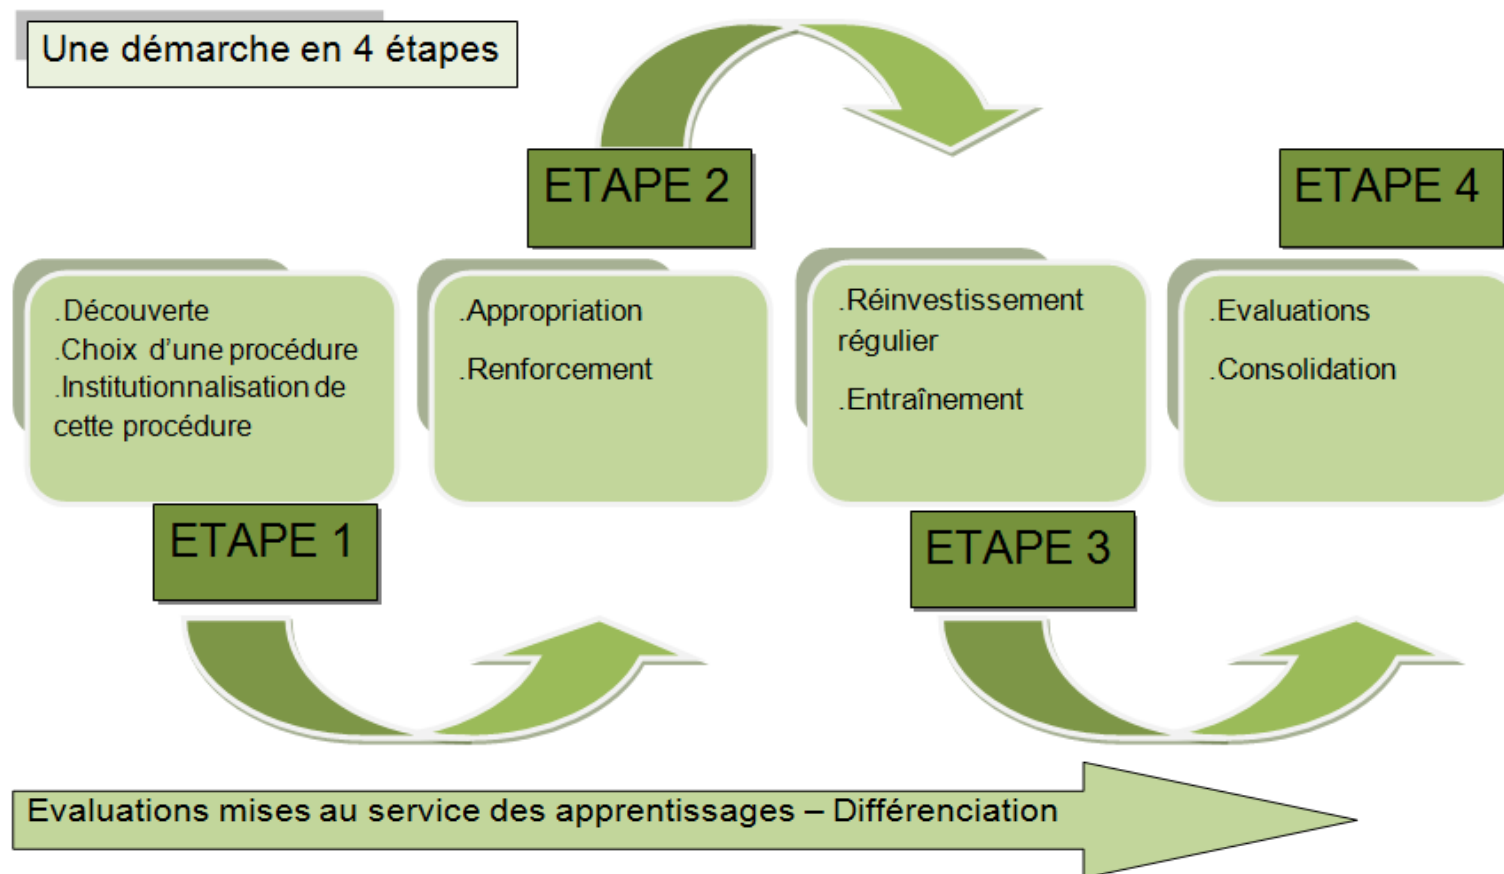 Une démarche en 4 étapes
ETAPE 1
.Découverte
.Choix d’une procédure
.Institutionnalisation de
cette procédure
ETAPE 2
.Appropriation
.Renforcement
ETAPE 3
.Réinvestissement
régulier
.Entraînement
ETAPE 4
.Evaluations
.Consolidation
Evaluations mises au service des apprentissages – Différenciation